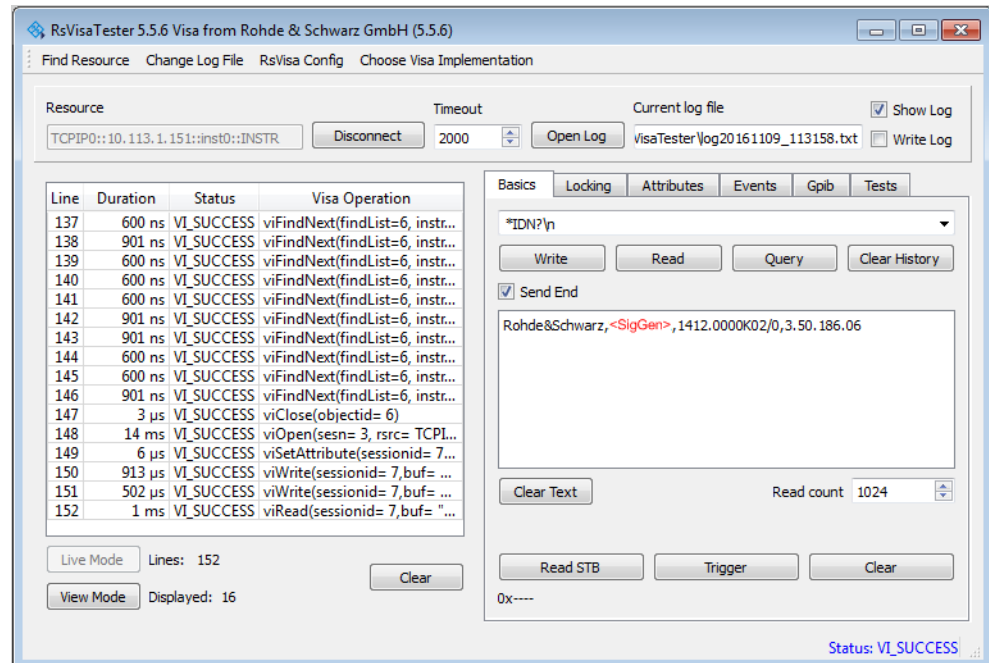 RsVisaTester 5.5.6 Visa from Rohde & Schwarz GmbH (5.5.6)
Find Resource Change Log File RsVisa Config Choose Visa Implementation
Resource Timeout Current log file Show Log
TCPIP0::10.113.1.151::inst0::INSTR Disconnect 2000 Open Log VisaTester\log20161109_113158.txt Write Log
Basics Locking Attributes Events Gpib Tests
Line Duration Status Visa Operation
137 600 ns VI_SUCCESS viFindNext(findList=6, instr...
138 901 ns VI_SUCCESS viFindNext(findList=6, instr...
139 600 ns VI_SUCCESS viFindNext(findList=6, instr...
140 600 ns VI_SUCCESS viFindNext(findList=6, instr...
141 600 ns VI_SUCCESS viFindNext(findList=6, instr...
142 901 ns VI_SUCCESS viFindNext(findList=6, instr...
143 901 ns VI_SUCCESS viFindNext(findList=6, instr...
144 600 ns VI_SUCCESS viFindNext(findList=6, instr...
145 600 ns VI_SUCCESS viFindNext(findList=6, instr...
146 901 ns VI_SUCCESS viFindNext(findList=6, instr...
147 3 µs VI_SUCCESS viClose(objectid= 6)
148 14 ms VI_SUCCESS viOpen(sesn= 3, rsrc= TCPI...
149 6 µs VI_SUCCESS viSetAttribute(sessionid= 7...
150 913 µs VI_SUCCESS viWrite(sessionid= 7,buf= ...
151 502 µs VI_SUCCESS viWrite(sessionid= 7,buf= ...
152 1 ms VI_SUCCESS viRead(sessionid= 7,buf= "...
Live Mode Lines: 152
Clear
View Mode Displayed: 16
*IDN?\n
Write Read Query Clear History
Send End
Rohde&Schwarz,<SigGen>,1412.0000K02/0,3.50.186.06
Clear Text Read count 1024
Read STB Trigger Clear
0x----
Status: VI_SUCCESS